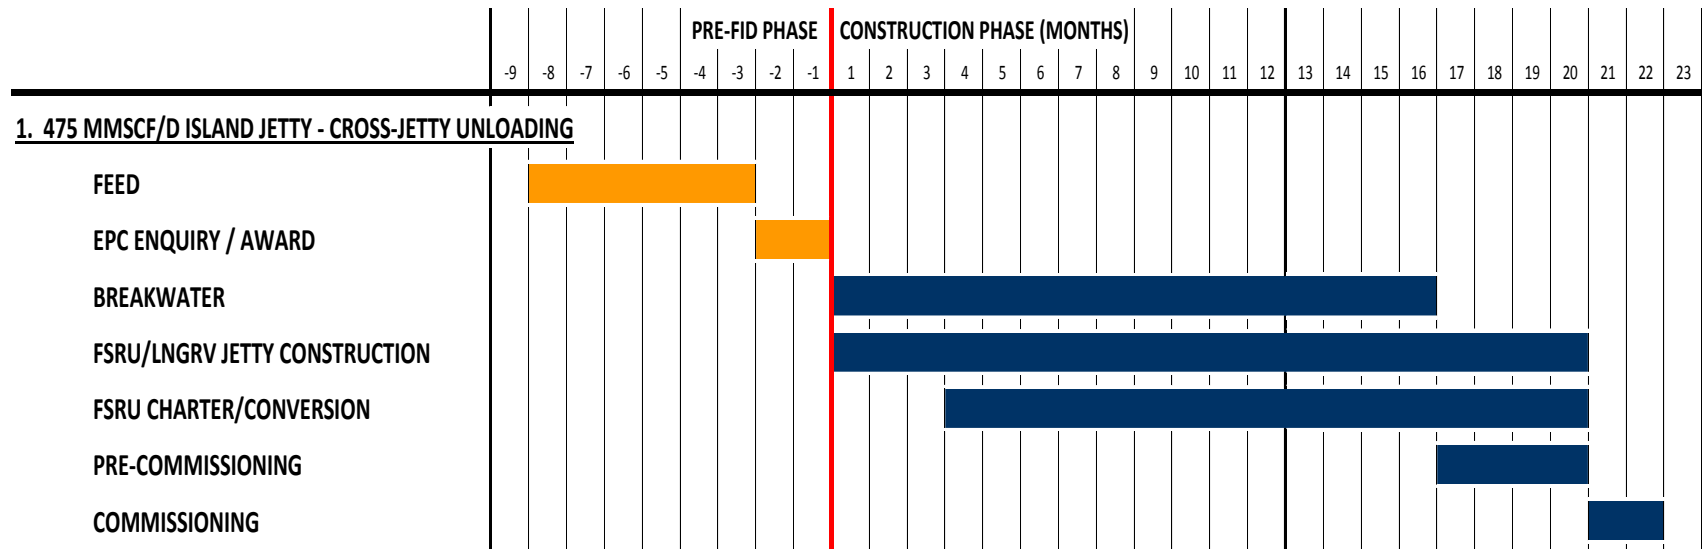 PRE-FID PHASE CONSTRUCTION PHASE (MONTHS)
-9 -8 -7 -6 -5 -4 -3 -2 -1 1 2 3 4 5 6 7 8 9 10 11 12 13 14 15 16 17 18 19 20 21 22 23
1. 475 MMSCF/D ISLAND JETTY - CROSS-JETTY UNLOADING
FEED
EPC ENQUIRY / AWARD
BREAKWATER
FSRU/LNGRV JETTY CONSTRUCTION
FSRU CHARTER/CONVERSION
PRE-COMMISSIONING
COMMISSIONING